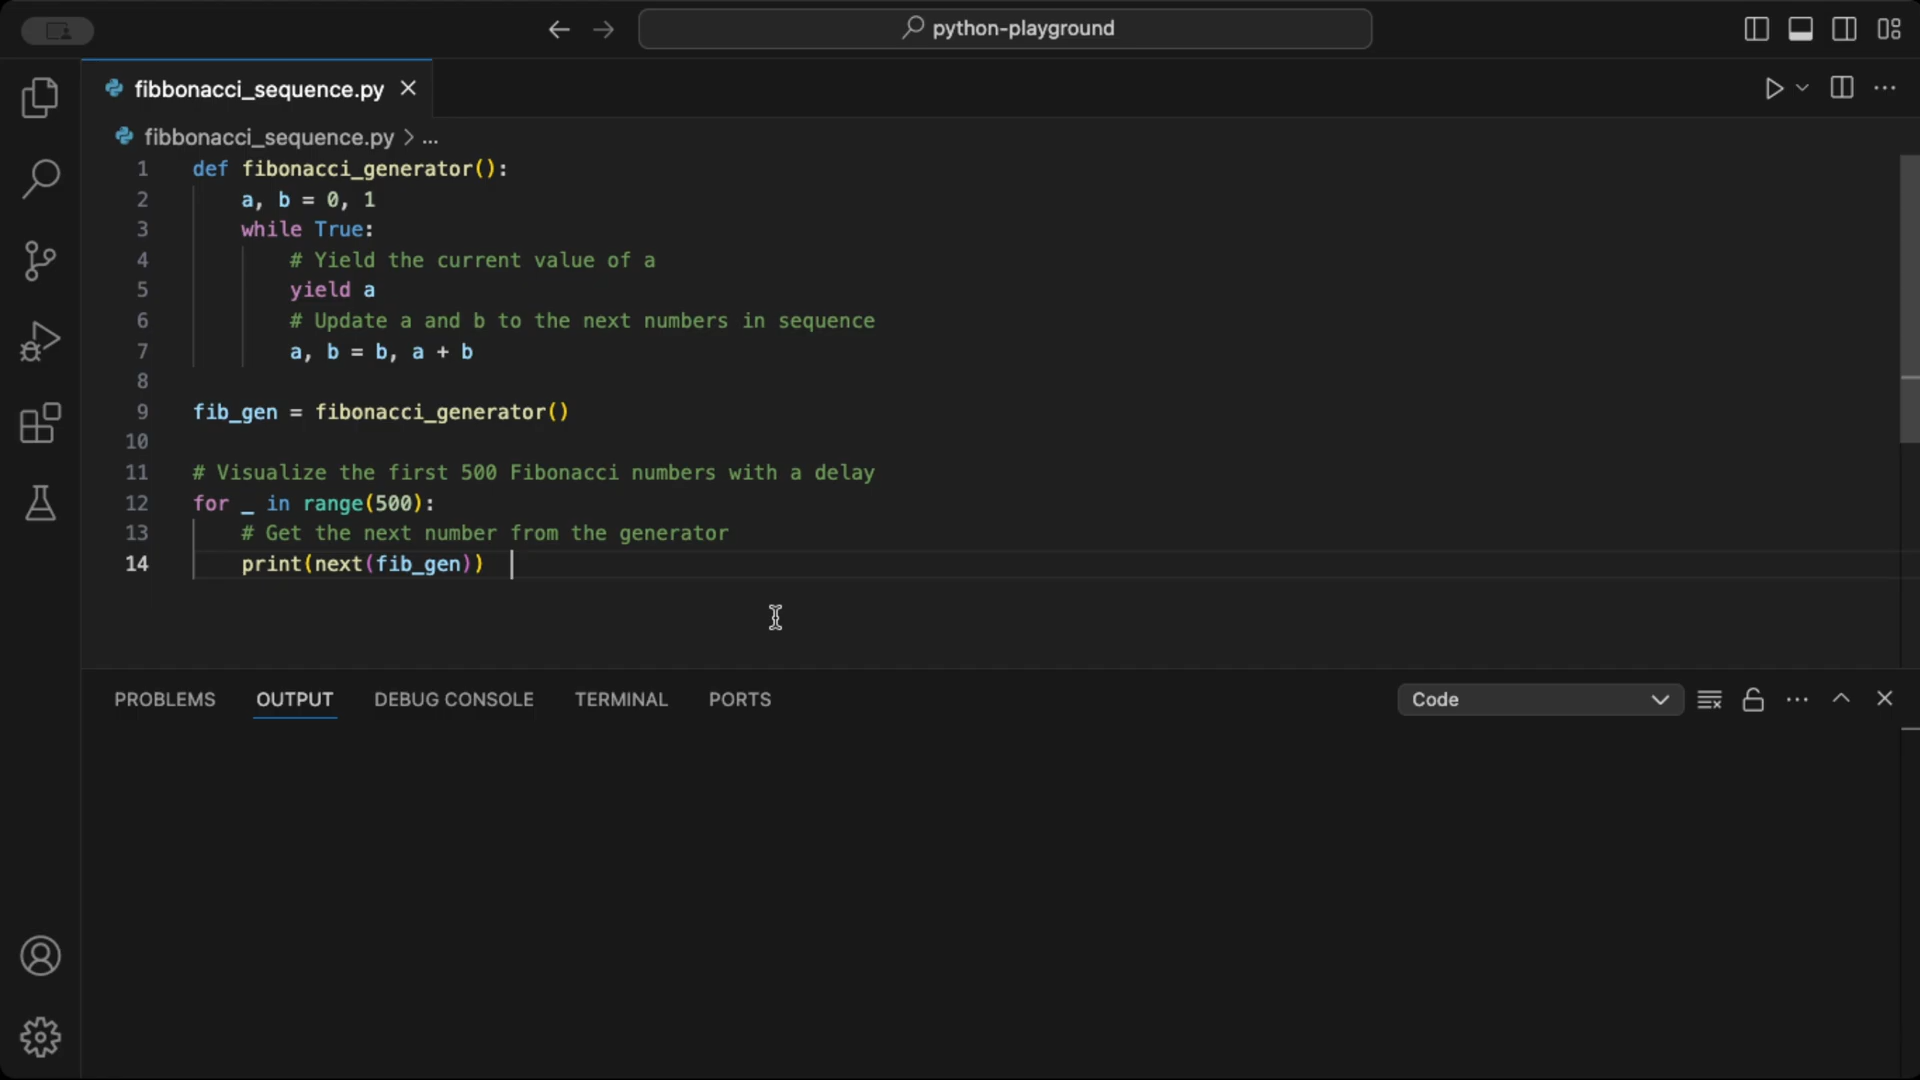 python-playground
fibbonacci_sequence.py
fibbonacci_sequence.py > ...
1 def fibonacci_generator():
2     a, b = 0, 1
3     while True:
4         # Yield the current value of a
5         yield a
6         # Update a and b to the next numbers in sequence
7         a, b = b, a + b
8
9 fib_gen = fibonacci_generator()
10
11 # Visualize the first 500 Fibonacci numbers with a delay
12 for _ in range(500):
13     # Get the next number from the generator
14     print(next(fib_gen))
PROBLEMS OUTPUT DEBUG CONSOLE TERMINAL PORTS Code